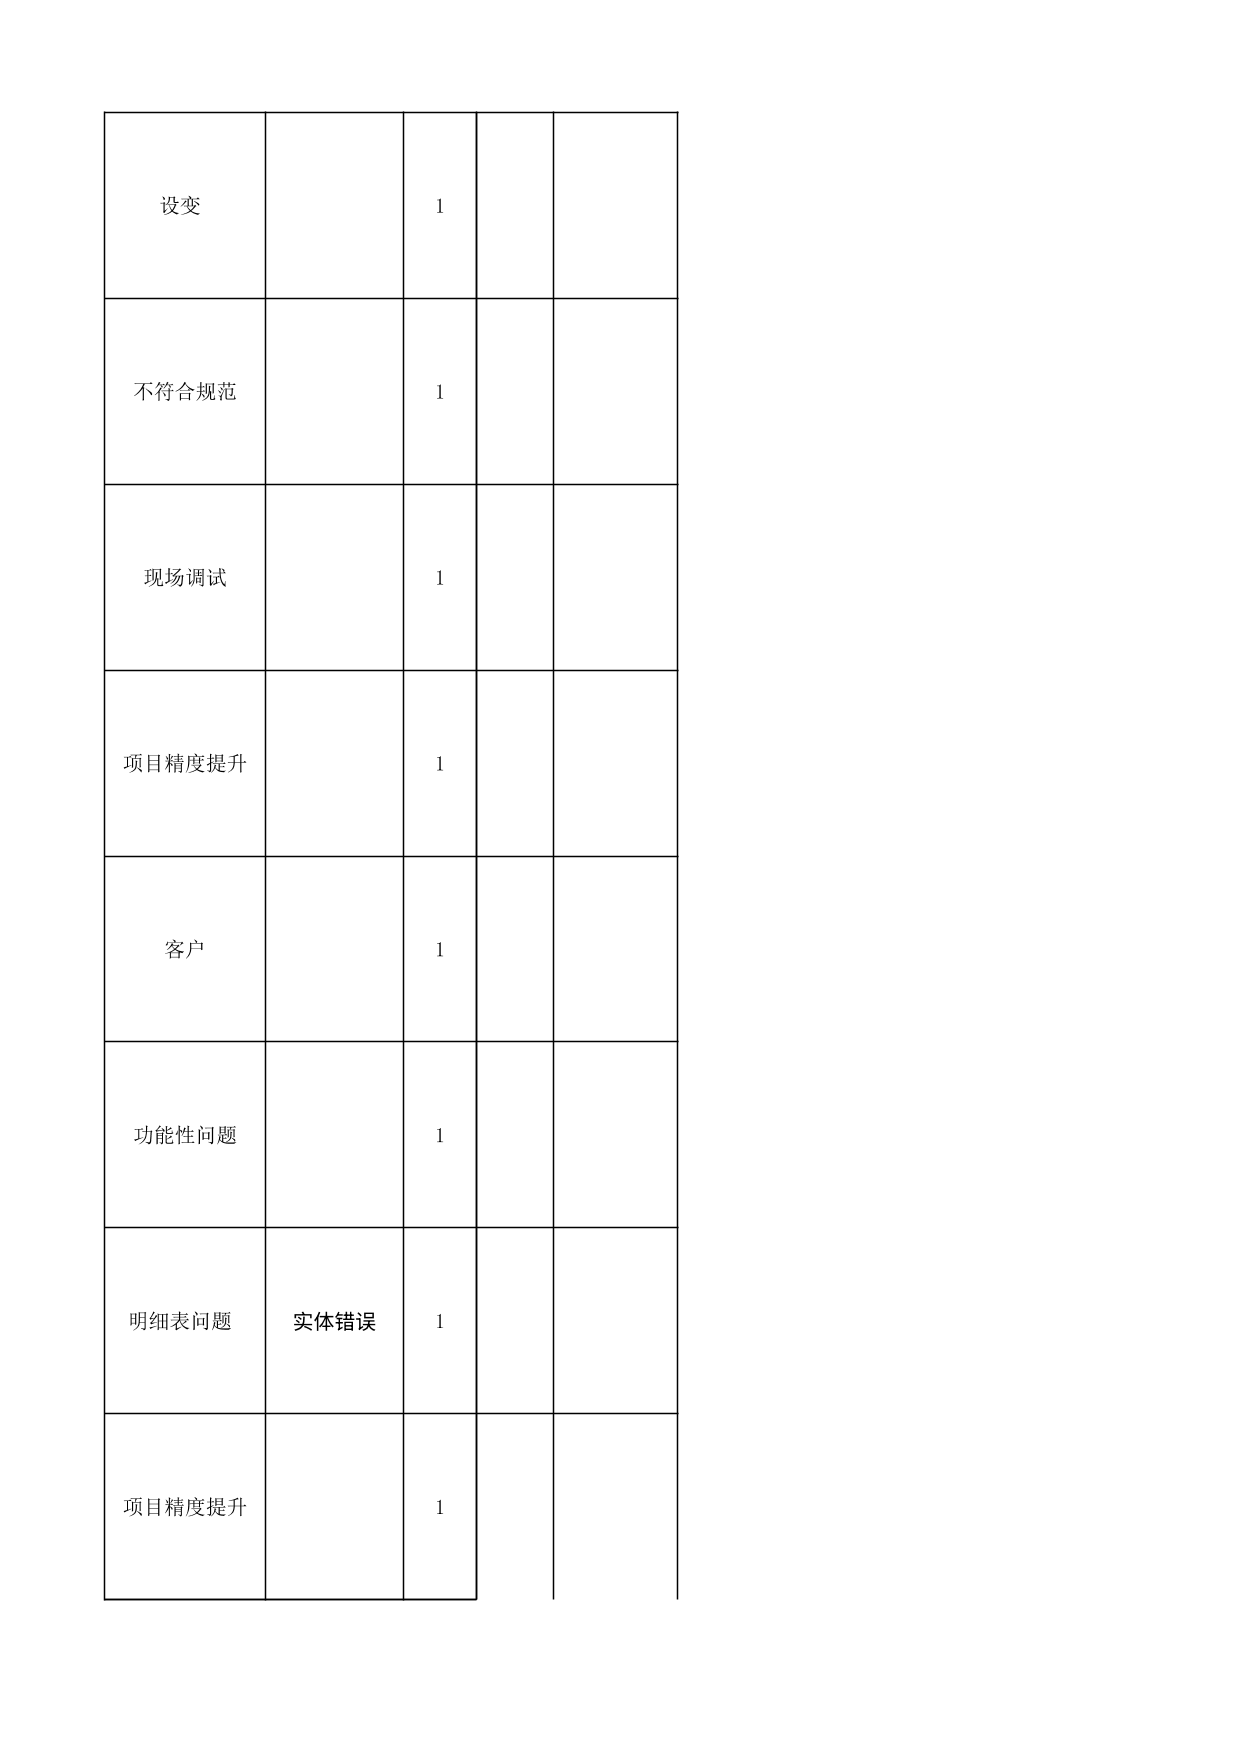 设变 1
不符合规范 1
现场调试 1
项目精度提升 1
客户 1
功能性问题 1
明细表问题 实体错误 1
项目精度提升 1